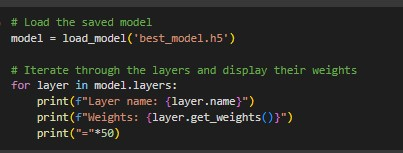 # Load the saved model
model = load_model('best_model.h5')
# Iterate through the layers and display their weights
for layer in model.layers:
    print(f"Layer name: {layer.name}")
    print(f"Weights: {layer.get_weights()}")
    print("="*50)